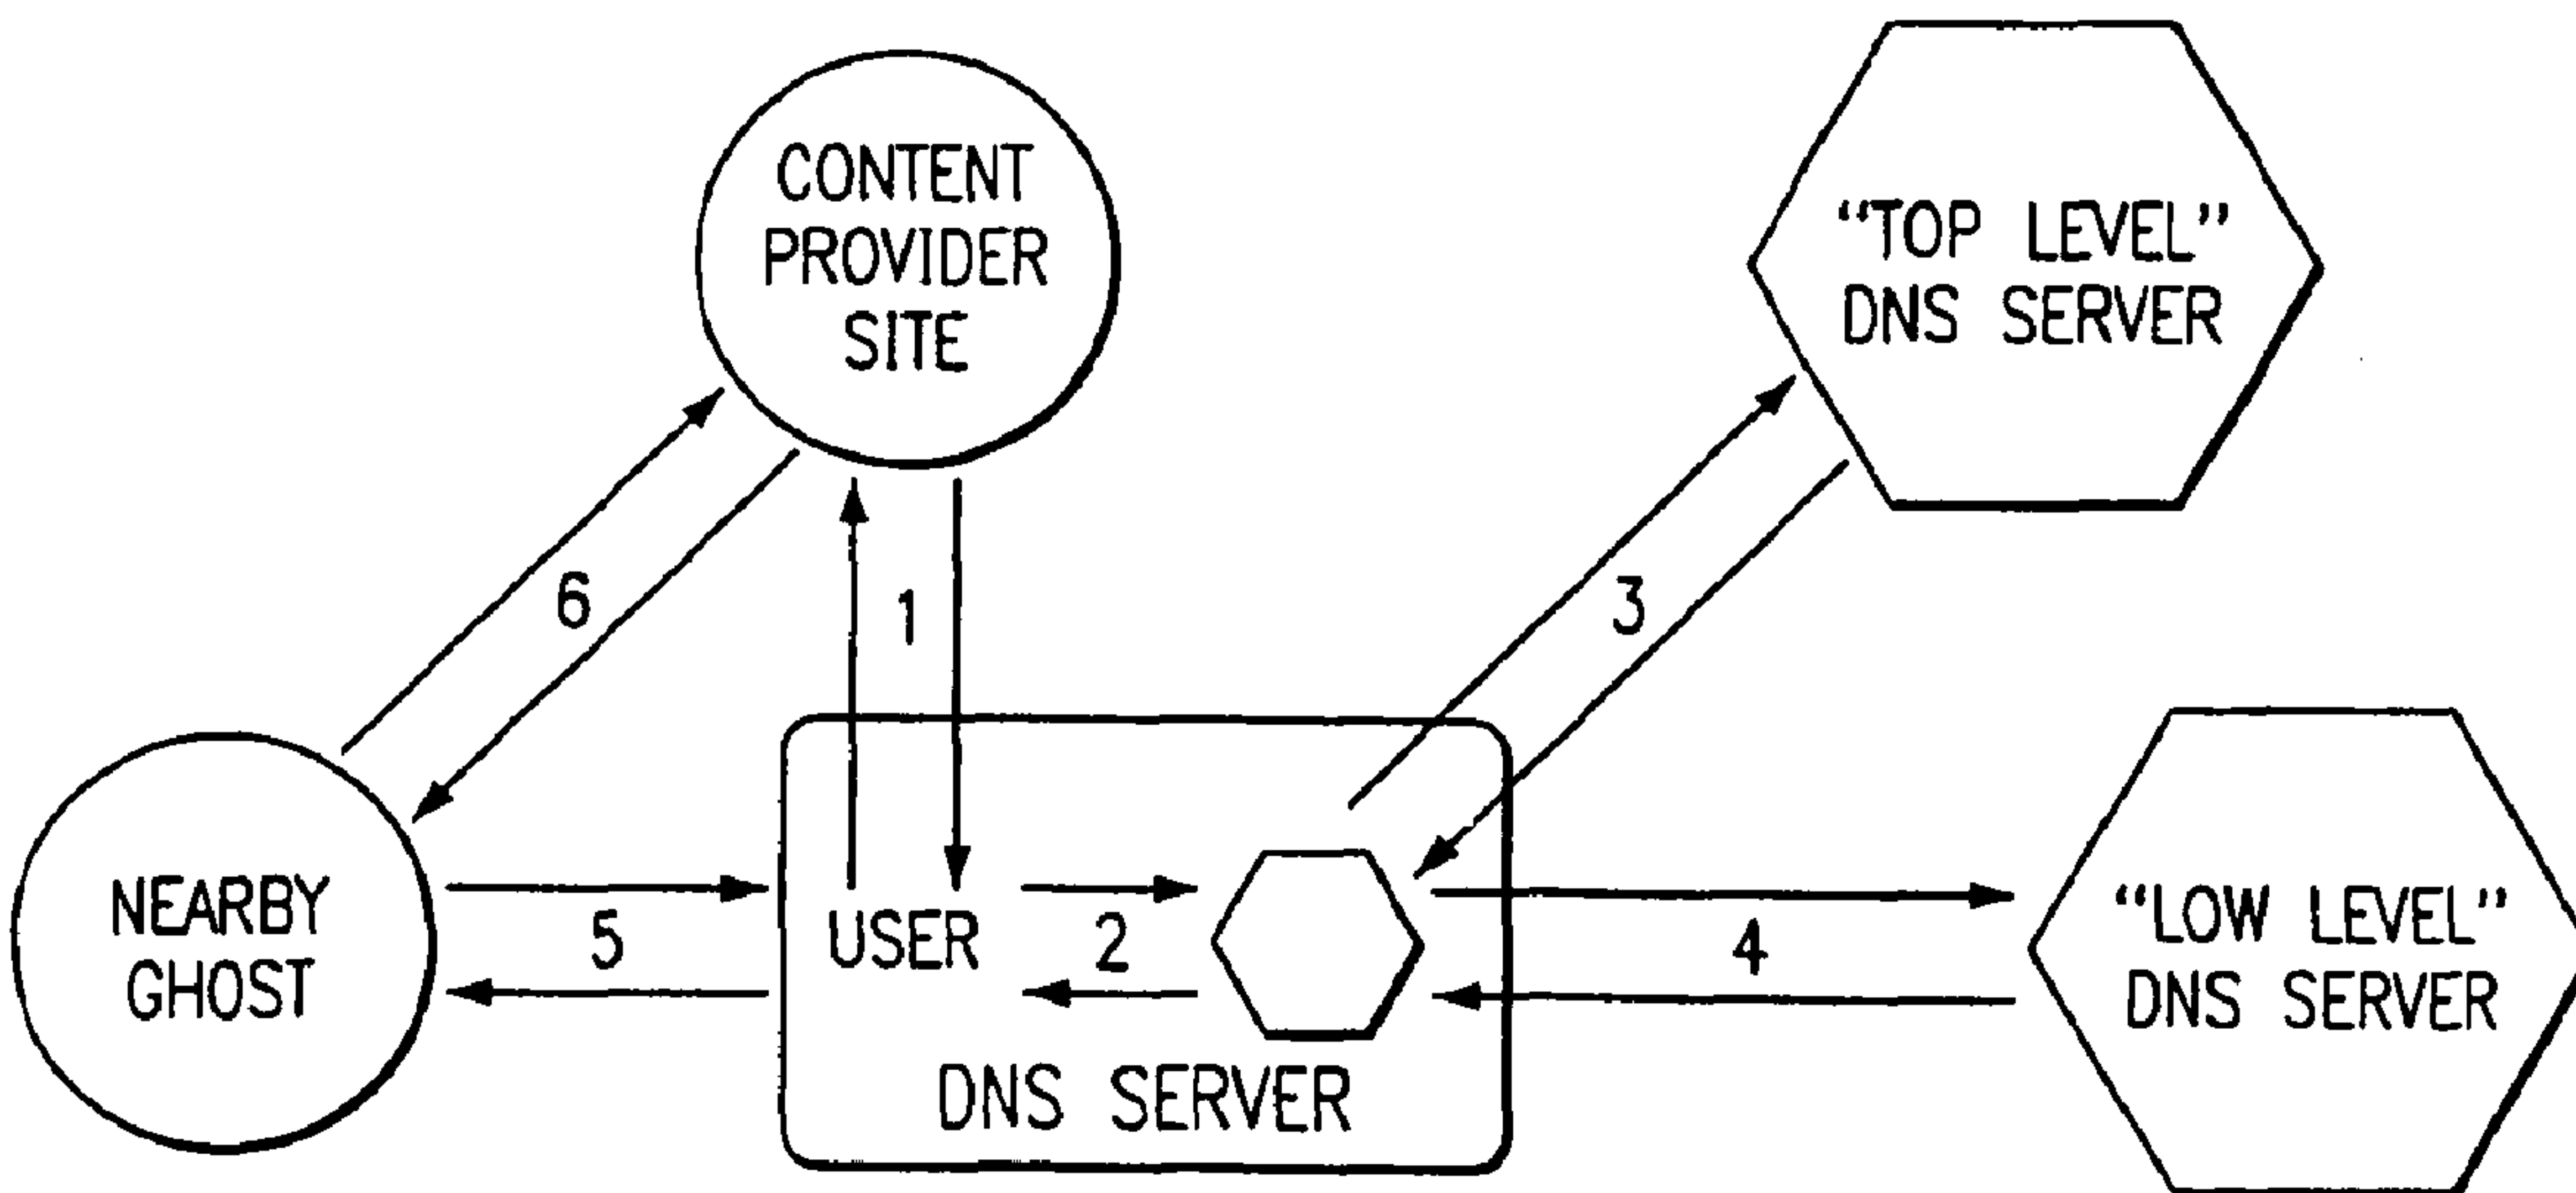 CONTENT
PROVIDER
SITE
“TOP LEVEL”
DNS SERVER
6
1
3
NEARBY
GHOST
5
USER
2
4
“LOW LEVEL”
DNS SERVER
DNS SERVER